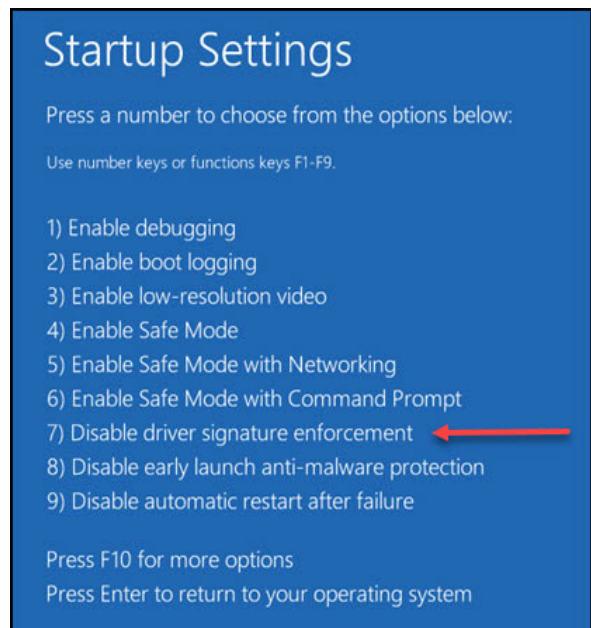 Startup Settings
Press a number to choose from the options below:
Use number keys or functions keys F1-F9.
1) Enable debugging
2) Enable boot logging
3) Enable low-resolution video
4) Enable Safe Mode
5) Enable Safe Mode with Networking
6) Enable Safe Mode with Command Prompt
7) Disable driver signature enforcement
8) Disable early launch anti-malware protection
9) Disable automatic restart after failure
Press F10 for more options
Press Enter to return to your operating system